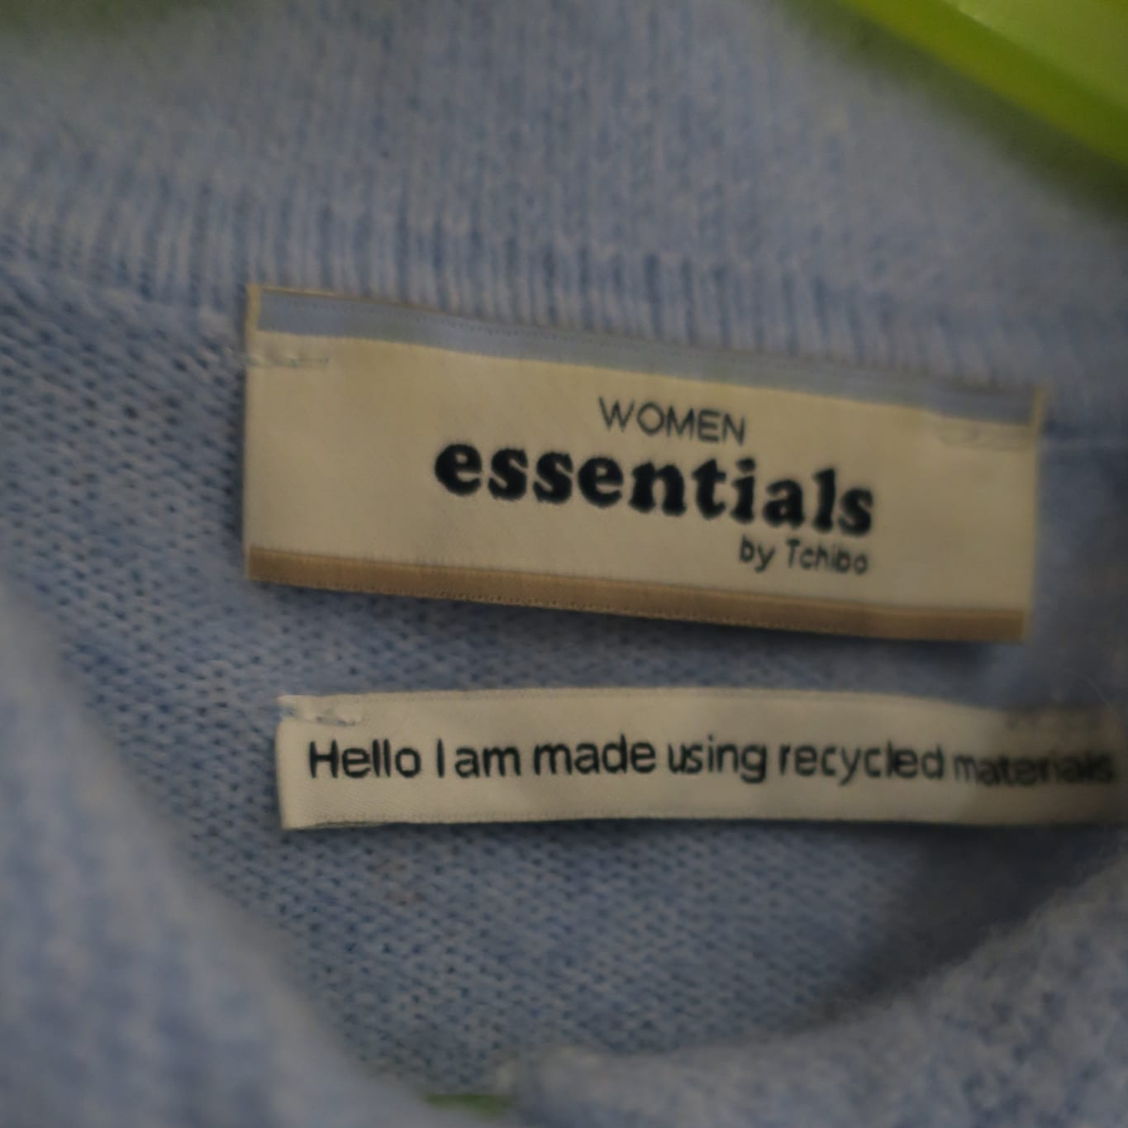 WOMEN
essentials
by Tchibo
Hello I am made using recycled materials